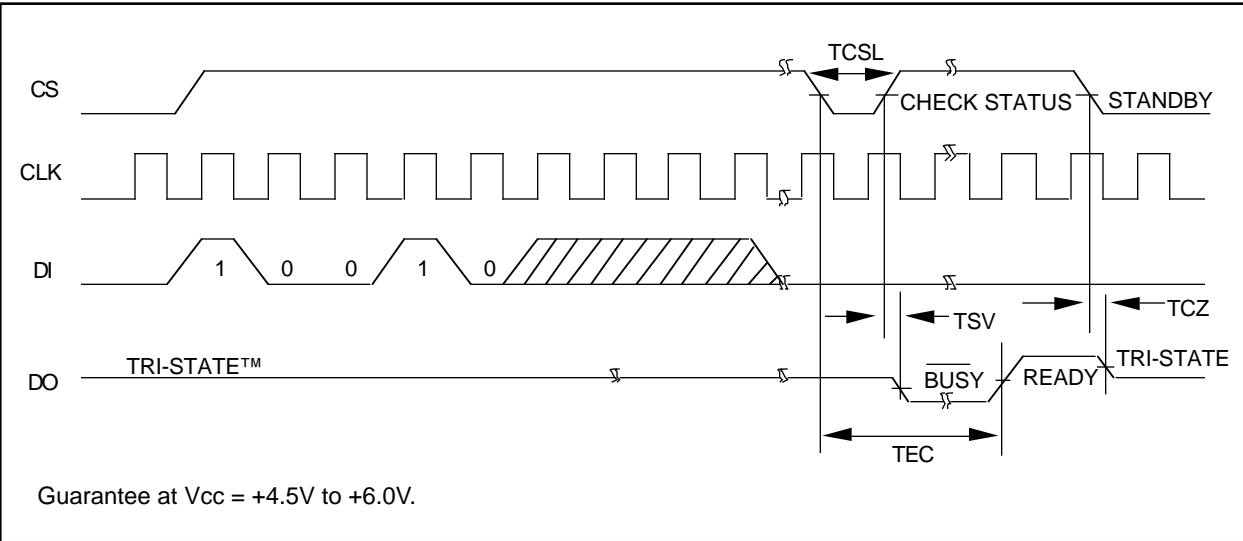 TCSL
CS
CHECK STATUS
STANDBY
CLK
DI
1 0 0 1 0
TSV
TCZ
DO
TRI-STATE™
BUSY
READY
TRI-STATE
TEC
Guarantee at Vcc = +4.5V to +6.0V.